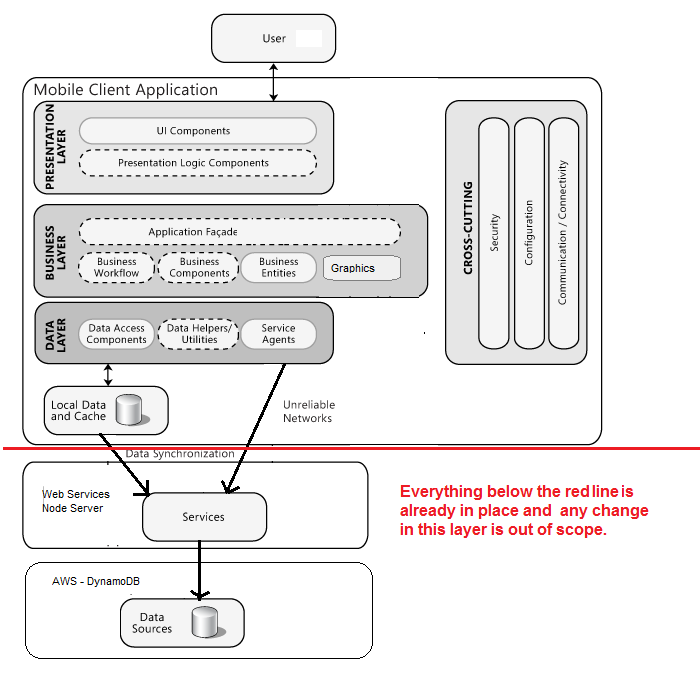 User
Mobile Client Application
PRESENTATION
LAYER
UI Components
Presentation Logic Components
BUSINESS
LAYER
Application Façade
Business
Workflow
Business
Components
Business
Entities
Graphics
DATA
LAYER
Data Access
Components
Data Helpers/
Utilities
Service
Agents
CROSS-CUTTING
Security
Configuration
Communication / Connectivity
Local Data
and Cache
Unreliable
Networks
Data Synchronization
Web Services
Node Server
Services
Everything below the red line is
already in place and any change
in this layer is out of scope.
AWS - DynamoDB
Data
Sources